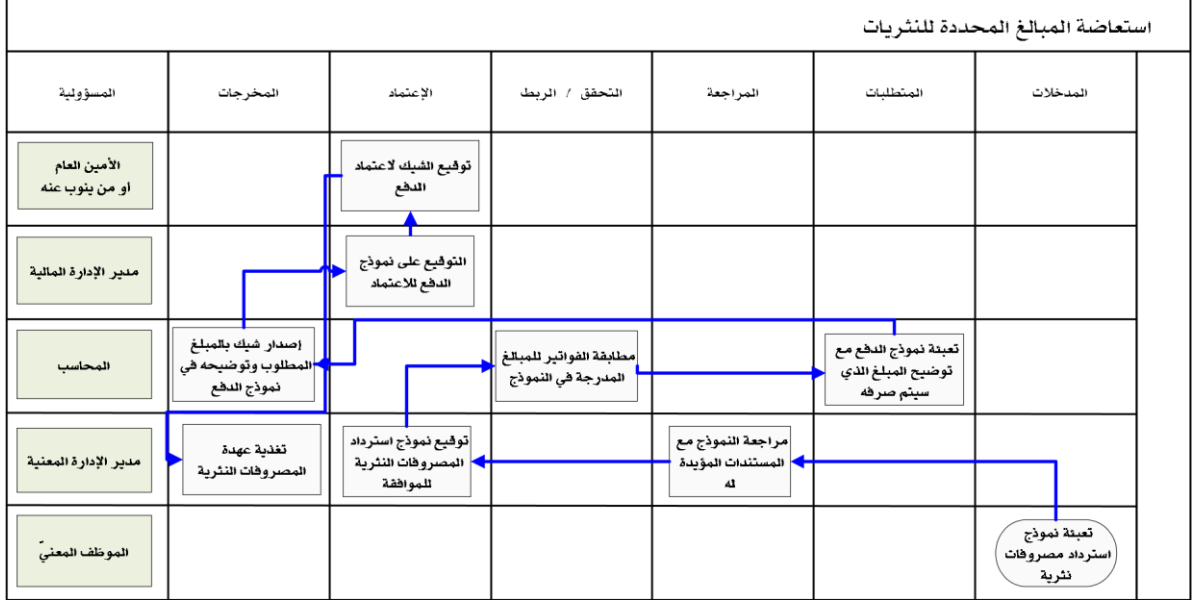 استعاضة المبالغ المحددة للنثريات
المدخلات
المتطلبات
المراجعة
التحقق / الربط
الإعتماد
المخرجات
المسؤولية
توقيع الشيك لاعتماد
الدفع
الأمين العام
أو من ينوب عنه
التوقيع على نموذج
الدفع للاعتماد
مدير الإدارة المالية
تعبئة نموذج الدفع مع
توضيح المبلغ الذي
سيتم صرفه
مطابقة الفواتير للمبالغ
المدرجة في النموذج
إصدار شيك بالمبلغ
المطلوب وتوضيحه في
نموذج الدفع
المحاسب
مراجعة النموذج مع
المستندات المؤيدة
له
توقيع نموذج استرداد
المصروفات النثرية
للموافقة
تغذية عهدة
المصروفات النثرية
مدير الإدارة المعنية
تعبئة نموذج
استرداد مصروفات
نثرية
الموظف المعنيّ